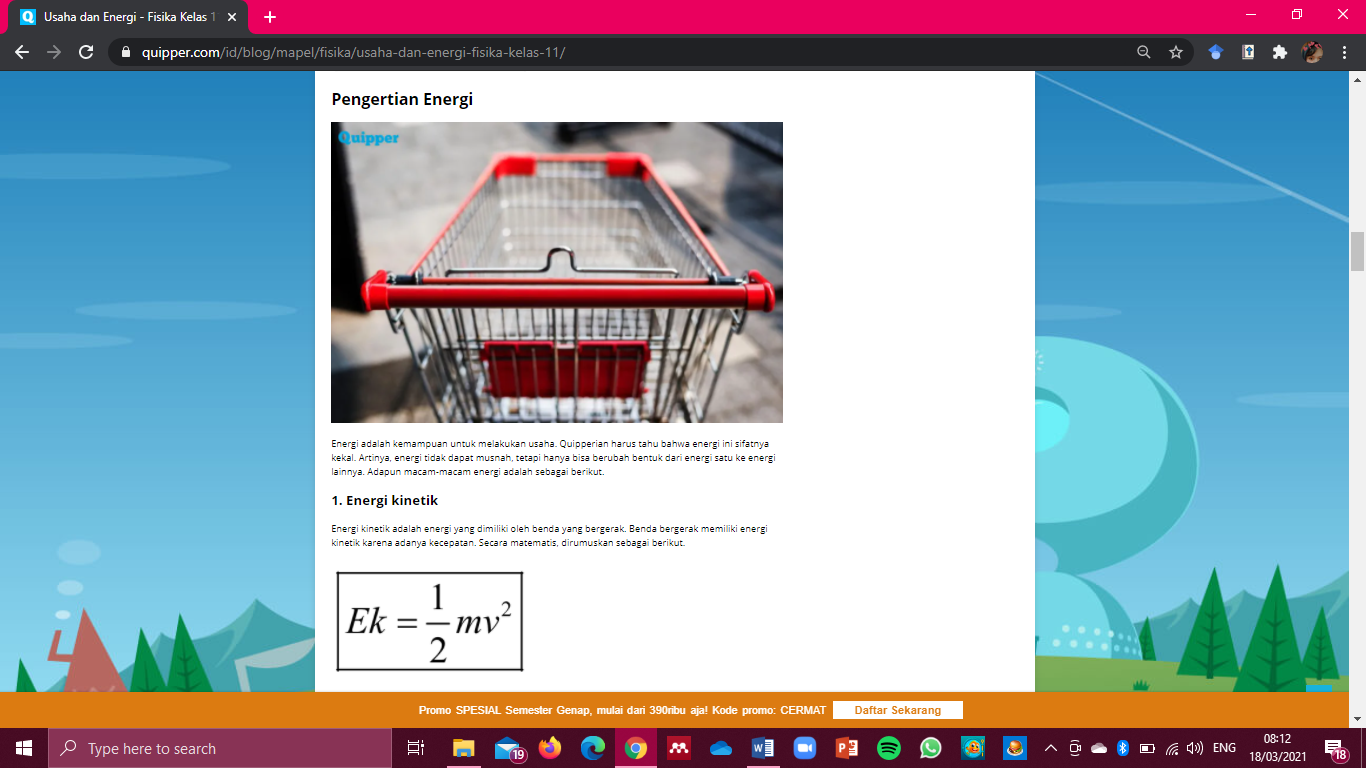 Usaha dan Energi - Fisika Kelas 1
quipper.com/id/blog/mapel/fisika/usaha-dan-energi-fisika-kelas-11/
Pengertian Energi
Quipper
Energi adalah kemampuan untuk melakukan usaha. Quipperian harus tahu bahwa energi ini sifatnya
kekal. Artinya, energi tidak dapat musnah, tetapi hanya bisa berubah bentuk dari energi satu ke energi
lainnya. Adapun macam-macam energi adalah sebagai berikut.
1. Energi kinetik
Energi kinetik adalah energi yang dimiliki oleh benda yang bergerak. Benda bergerak memiliki energi
kinetik karena adanya kecepatan. Secara matematis, dirumuskan sebagai berikut.
Ek = 1/2 mv²
Promo SPESIAL Semester Genap, mulai dari 390ribu aja! Kode promo: CERMAT Daftar Sekarang
Type here to search
19
ENG
08:12
18/03/2021
18